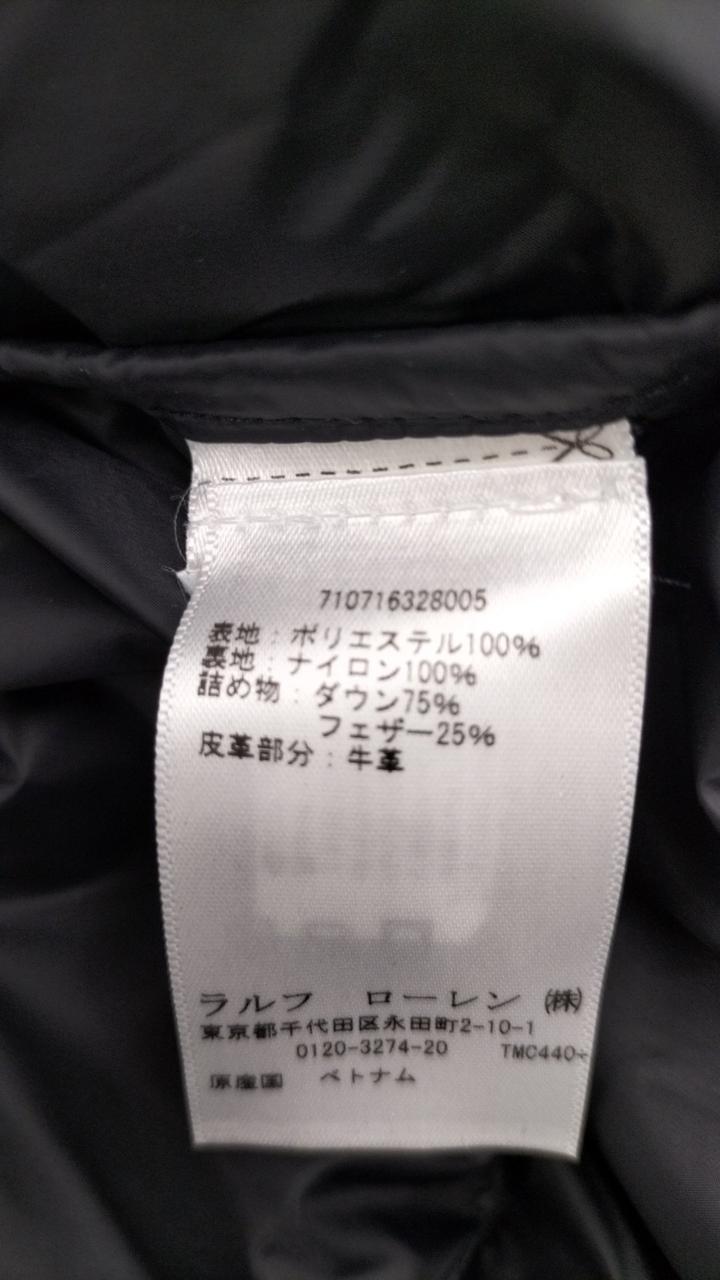 710716328005
表地：ポリエステル100%
裏地：ナイロン100%
詰め物：ダウン75%
フェザー25%
皮革部分：牛革
ラルフ ローレン ㈱
東京都千代田区永田町2-10-1
0120-3274-20 TMC440
原産国 ベトナム